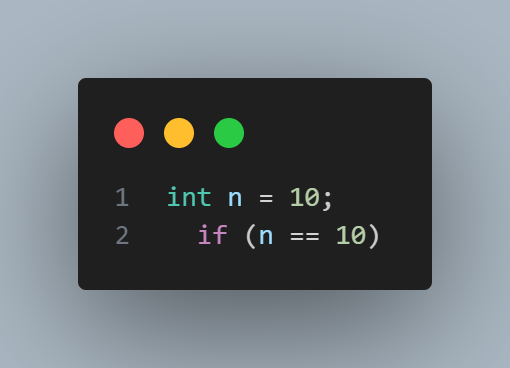 1 int n = 10;
2 if (n == 10)